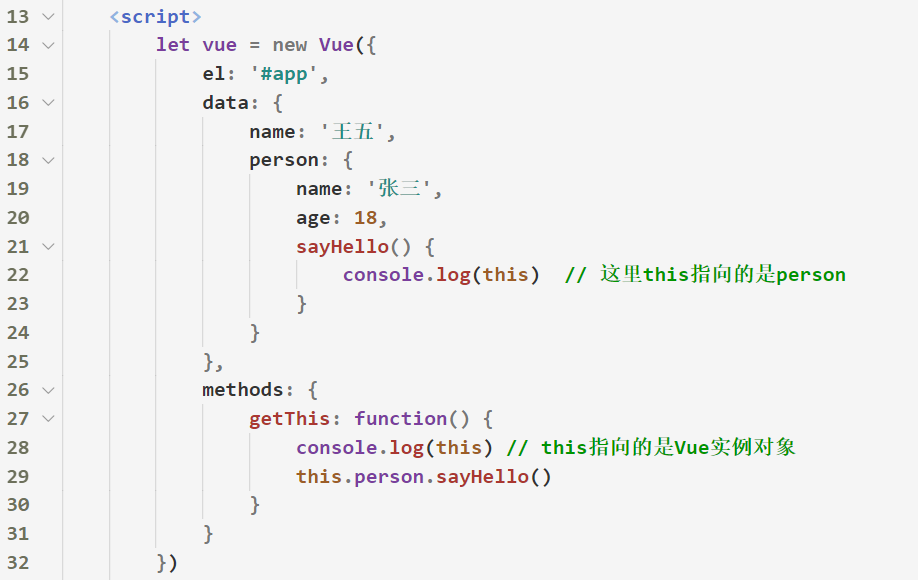 13 <script>
14 let vue = new Vue({
15 el: '#app',
16 data: {
17 name: '王五',
18 person: {
19 name: '张三',
20 age: 18,
21 sayHello() {
22 console.log(this) // 这里this指向的是person
23 }
24 }
25 },
26 methods: {
27 getThis: function() {
28 console.log(this) // this指向的是Vue实例对象
29 this.person.sayHello()
30 }
31 }
32 })